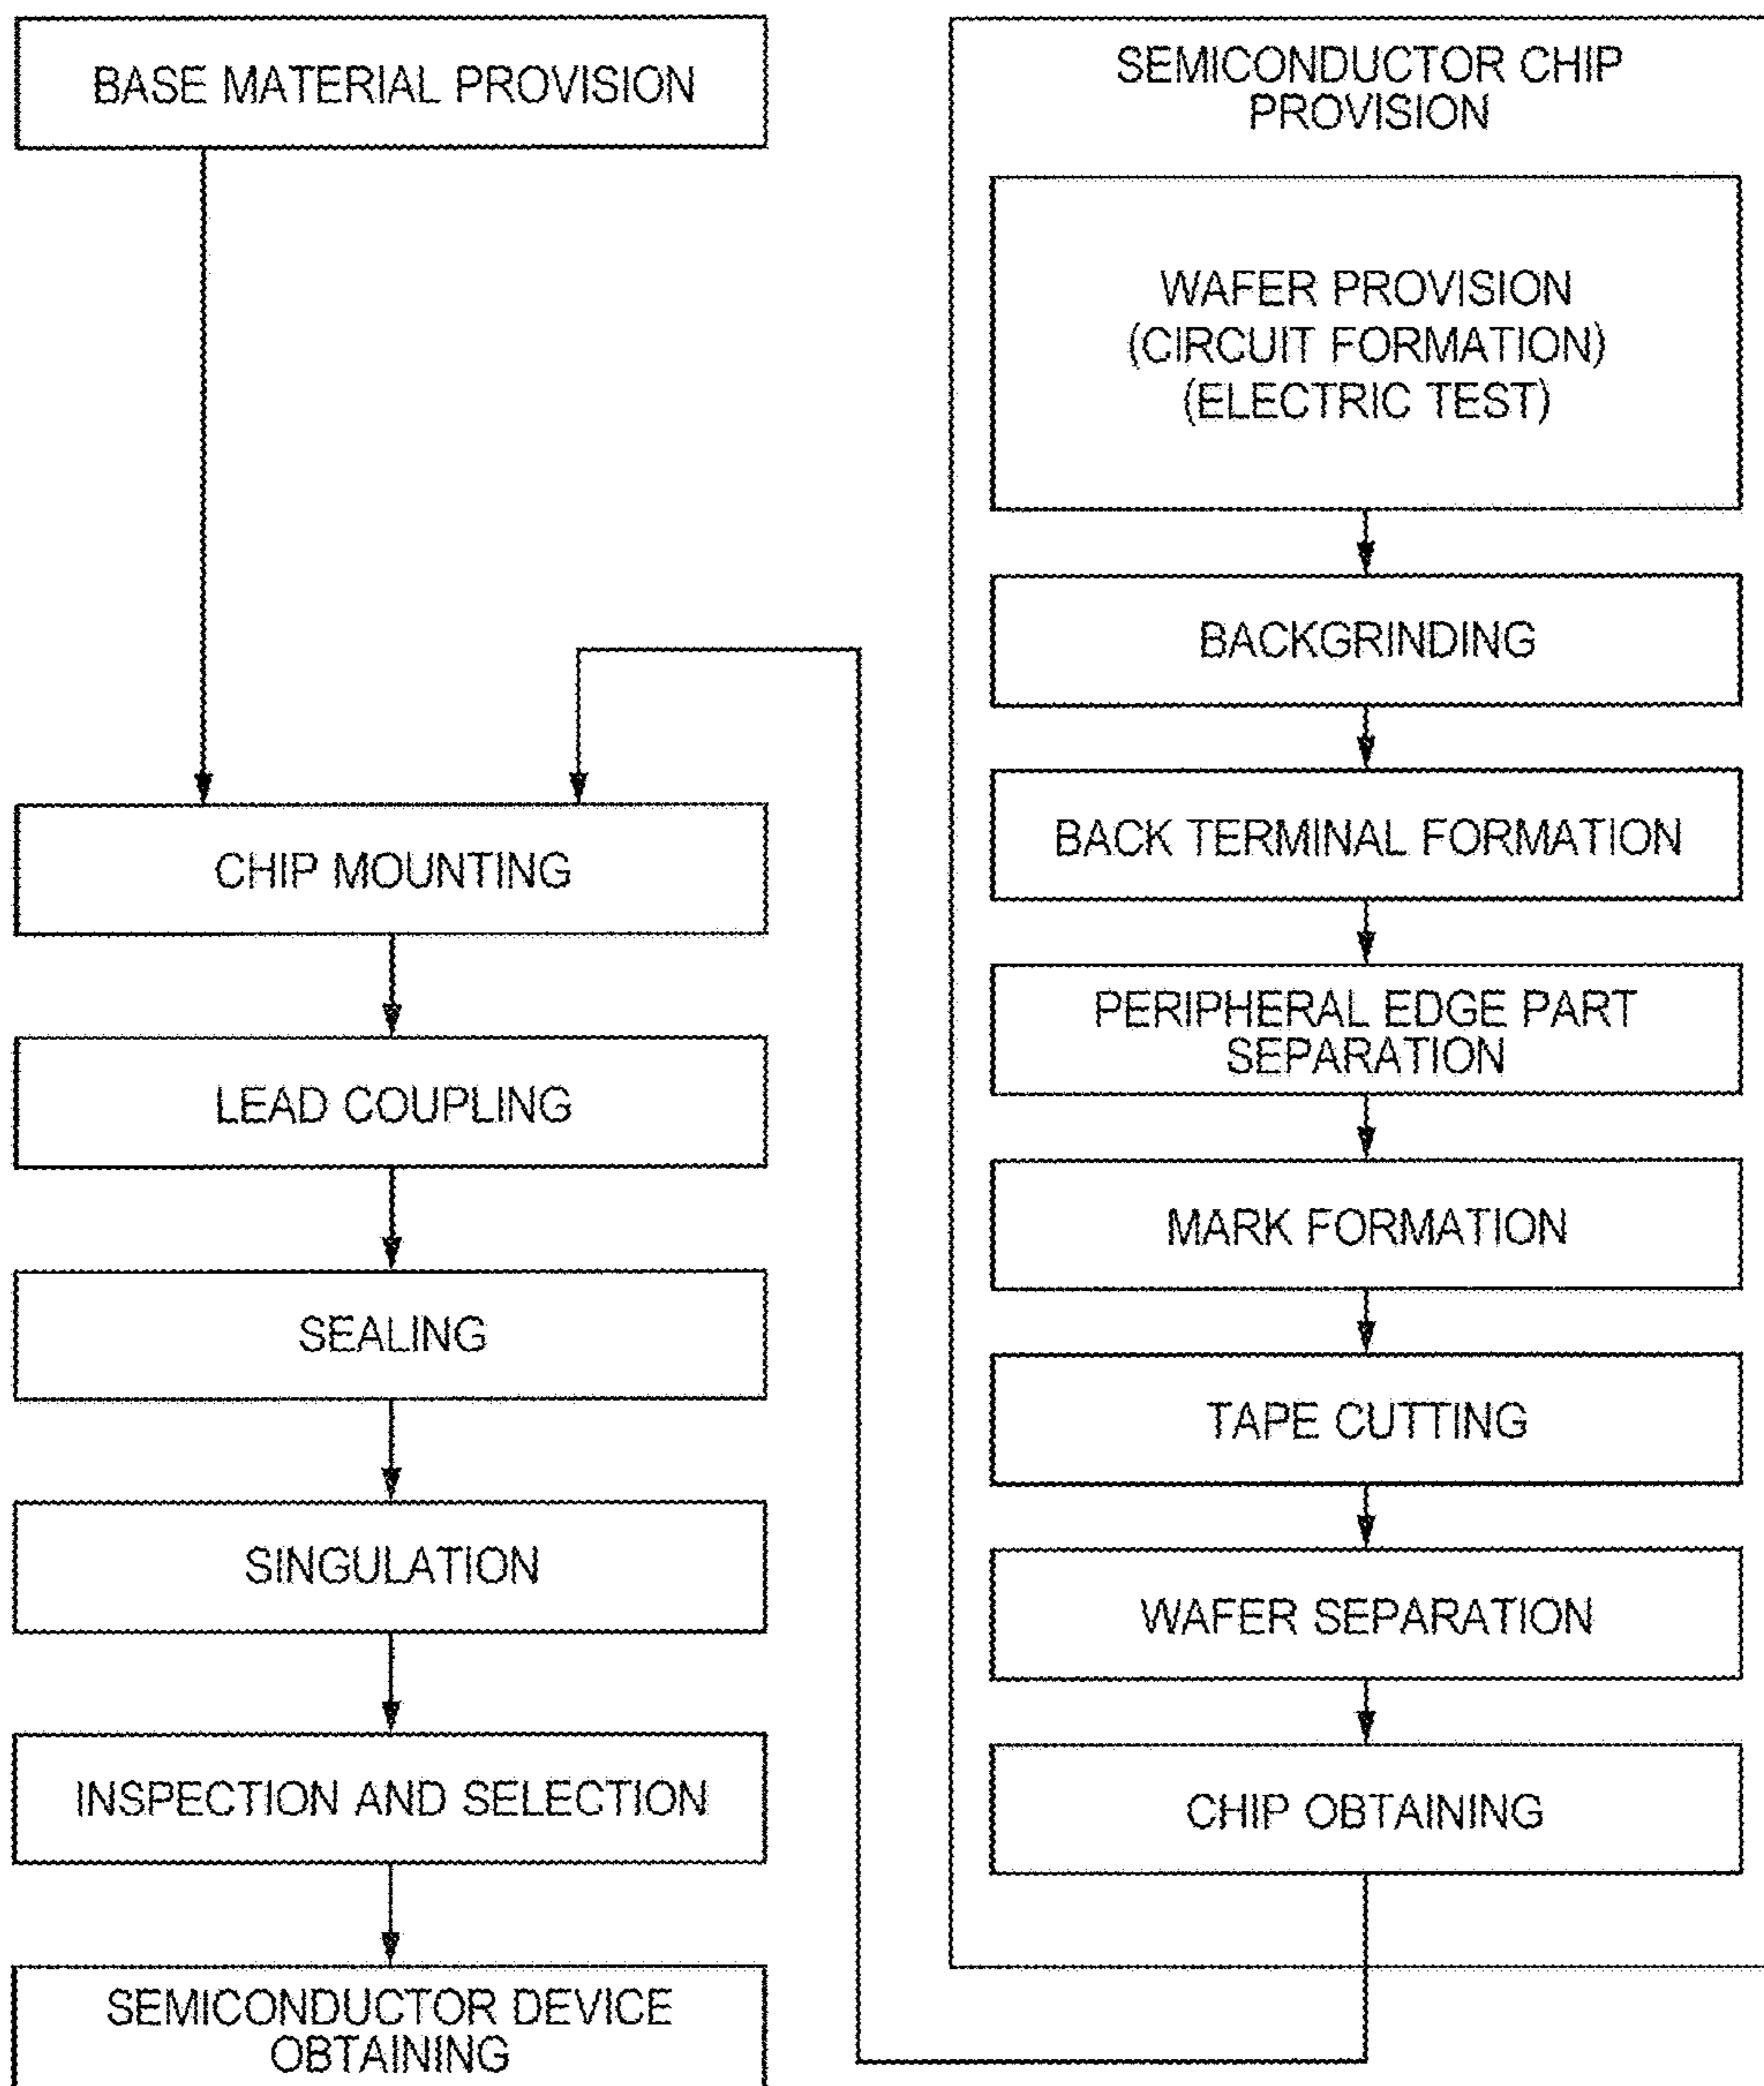 BASE MATERIAL PROVISION
CHIP MOUNTING
LEAD COUPLING
SEALING
SINGULATION
INSPECTION AND SELECTION
SEMICONDUCTOR DEVICE
OBTAINING
SEMICONDUCTOR CHIP
PROVISION
WAFER PROVISION
(CIRCUIT FORMATION)
(ELECTRIC TEST)
BACKGRINDING
BACK TERMINAL FORMATION
PERIPHERAL EDGE PART
SEPARATION
MARK FORMATION
TAPE CUTTING
WAFER SEPARATION
CHIP OBTAINING